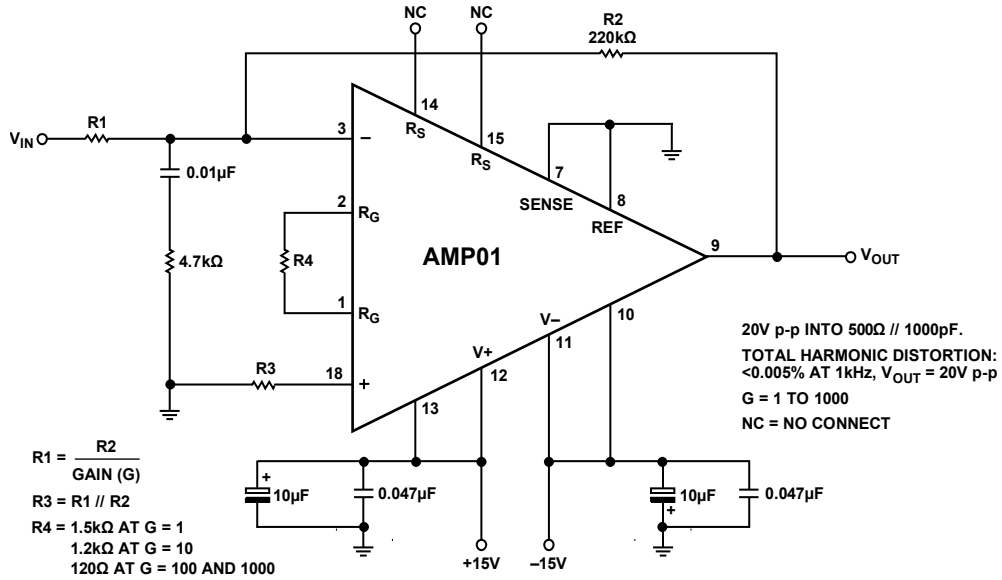 NC
NC
R2
220kΩ
14
RS
15
RS
VIN
R1
3
–
0.01µF
7
SENSE
8
REF
2
RG
R4
4.7kΩ
AMP01
9
VOUT
1
RG
V–
10
11
V+
12
R3
18
+
13
20V p-p INTO 500Ω // 1000pF.
TOTAL HARMONIC DISTORTION:
<0.005% AT 1kHz, VOUT = 20V p-p
G = 1 TO 1000
NC = NO CONNECT
R1 = R2
GAIN (G)
R3 = R1 // R2
R4 = 1.5kΩ AT G = 1
1.2kΩ AT G = 10
120Ω AT G = 100 AND 1000
+
10µF
0.047µF
10µF
+
0.047µF
+15V
–15V